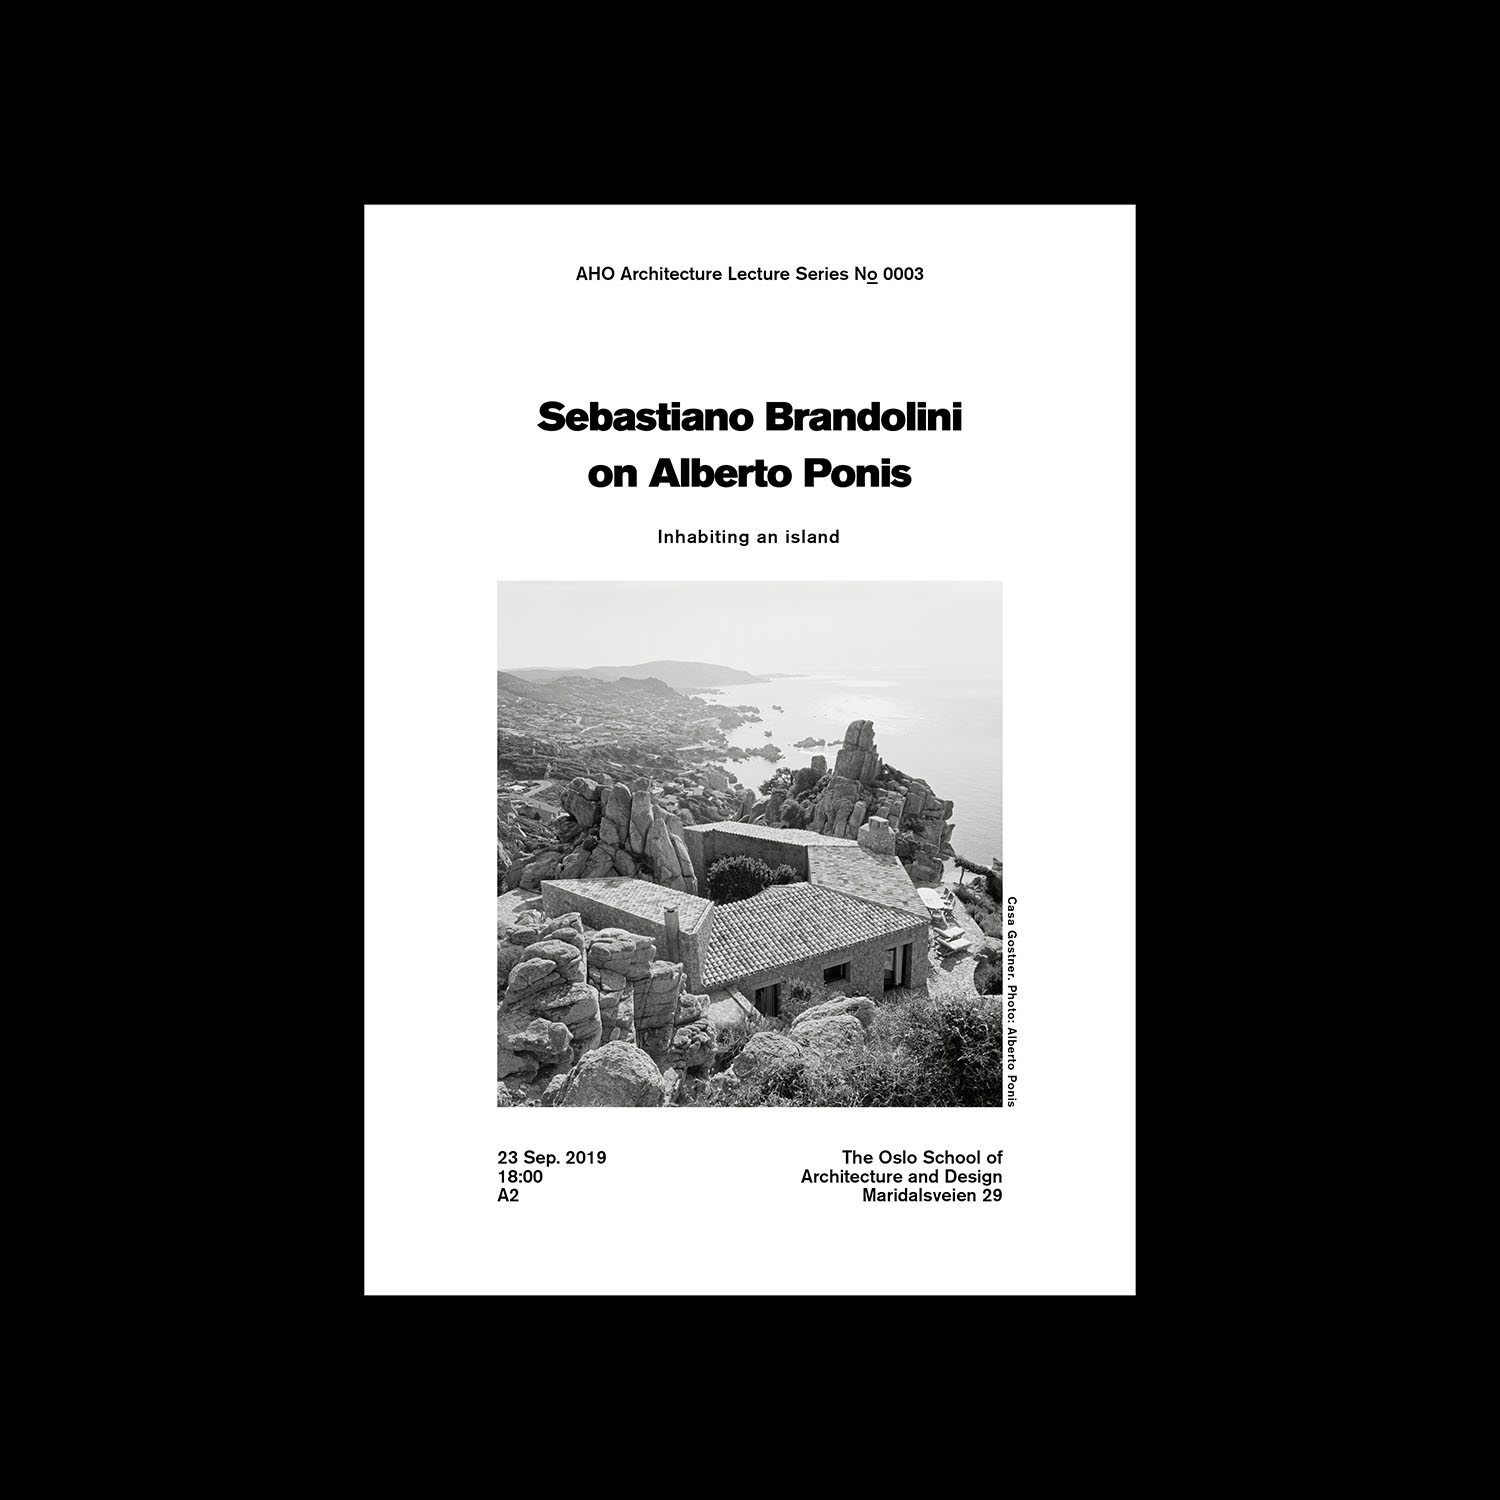 AHO Architecture Lecture Series No 0003
Sebastiano Brandolini
on Alberto Ponis
Inhabiting an island
Casa Gostner. Photo: Alberto Ponis
23 Sep. 2019
18:00
A2
The Oslo School of
Architecture and Design
Maridalsveien 29